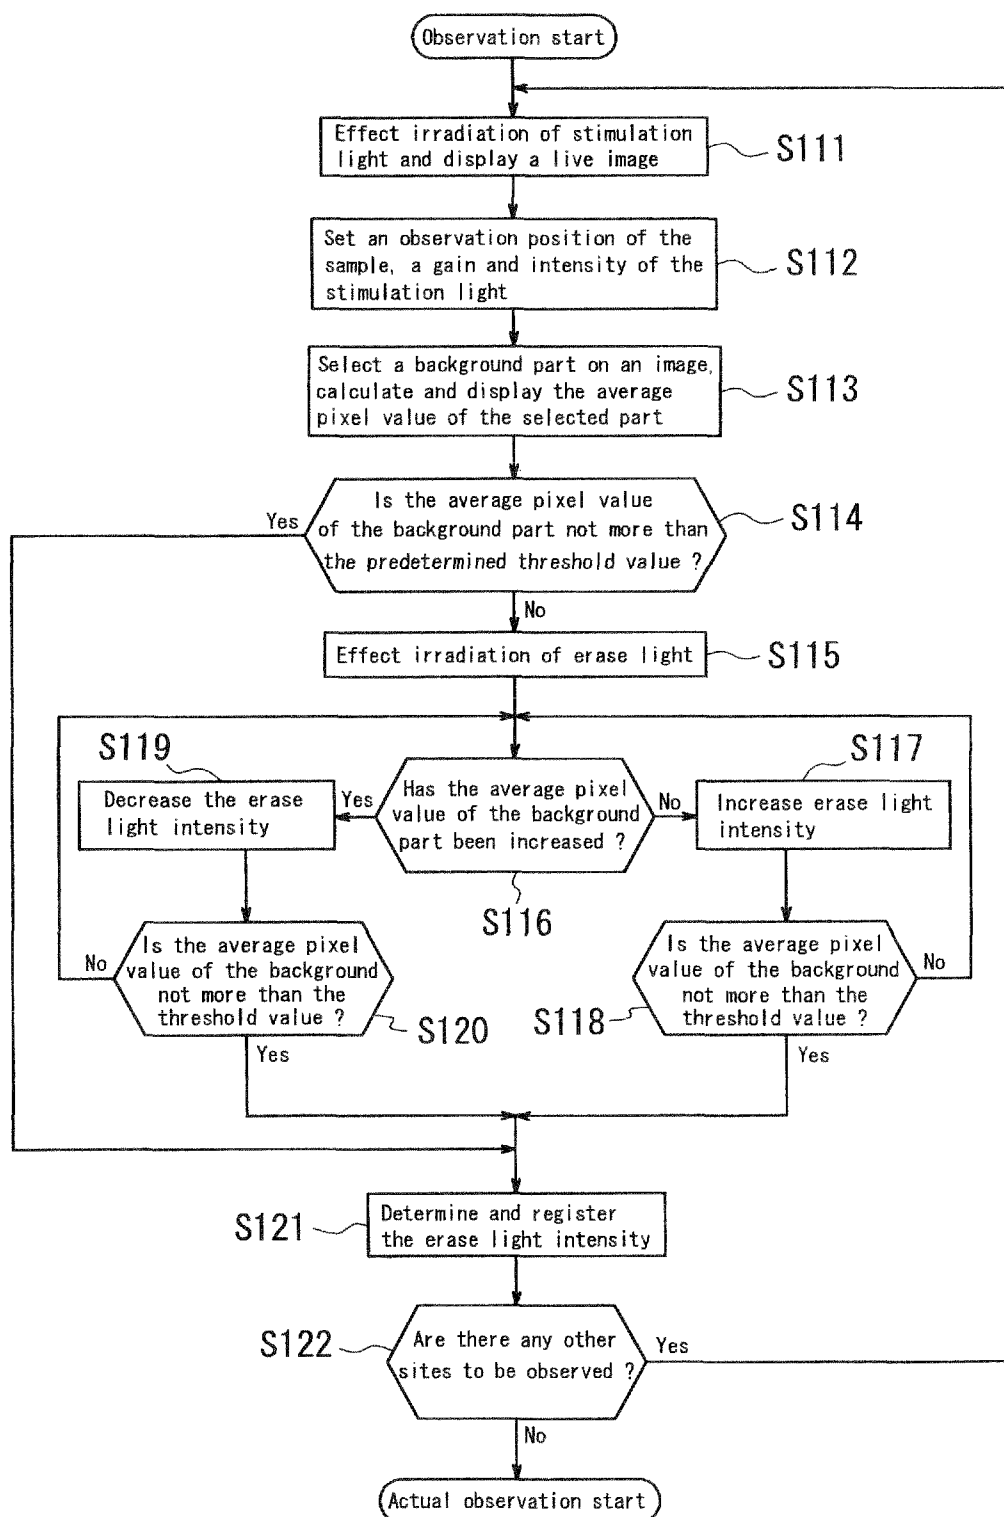 Observation start
Effect irradiation of stimulation
light and display a live image
S111
Set an observation position of the
sample, a gain and intensity of the
stimulation light
S112
Select a background part on an image,
calculate and display the average
pixel value of the selected part
S113
Is the average pixel value
of the background part not more than
the predetermined threshold value ?
S114
Yes
No
Effect irradiation of erase light
S115
S119
Decrease the erase
light intensity
Yes
Has the average pixel
value of the background
part been increased ?
No
S116
S117
Increase erase light
intensity
Is the average pixel
value of the background
not more than the
threshold value ?
No
S120
Yes
Is the average pixel
value of the background
not more than the
threshold value ?
No
S118
Yes
S121
Determine and register
the erase light intensity
S122
Are there any other
sites to be observed ?
Yes
No
Actual observation start